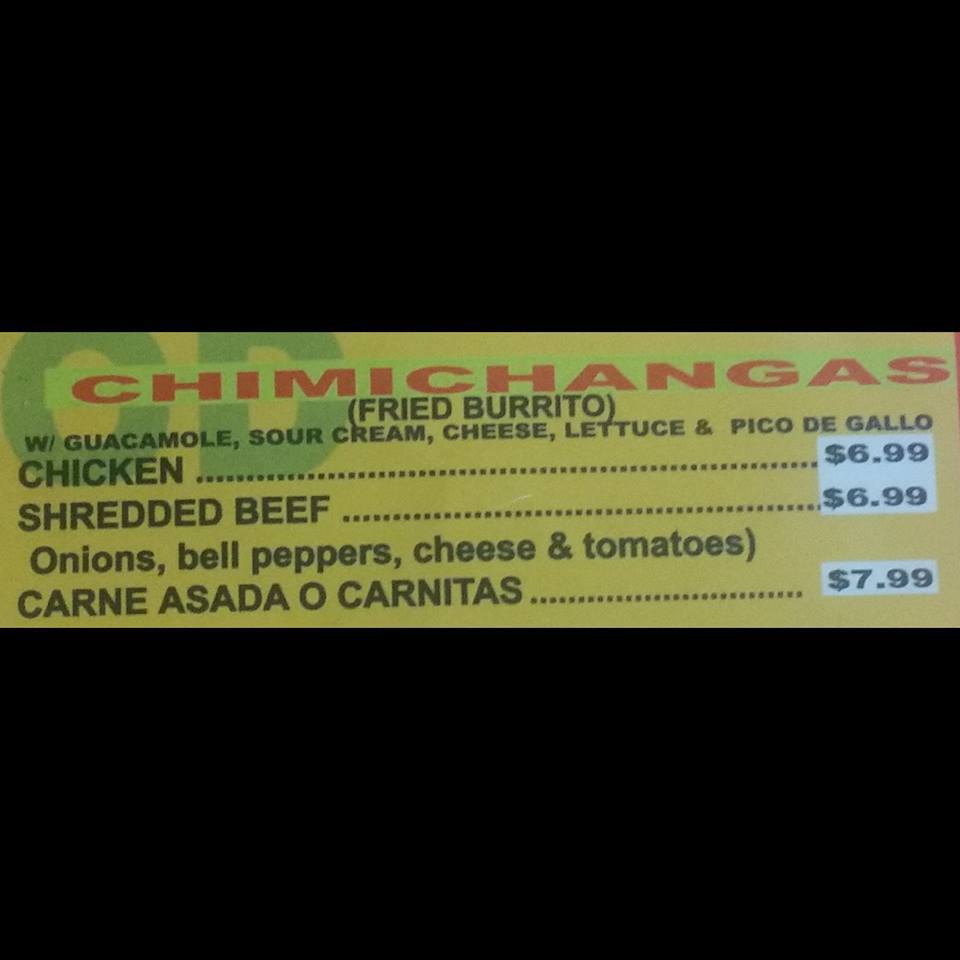 CHIMICHANGAS
(FRIED BURRITO)
W/ GUACAMOLE, SOUR CREAM, CHEESE, LETTUCE & PICO DE GALLO
CHICKEN ........................................................ $6.99
SHREDDED BEEF ............................................. $6.99
Onions, bell peppers, cheese & tomatoes)
CARNE ASADA O CARNITAS ............................ $7.99